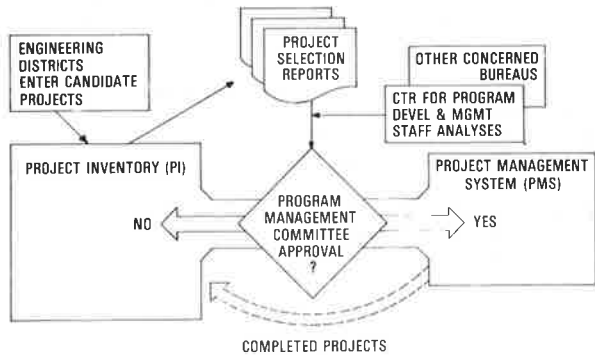 ENGINEERING
DISTRICTS
ENTER CANDIDATE
PROJECTS
PROJECT
SELECTION
REPORTS
OTHER CONCERNED
BUREAUS
CTR FOR PROGRAM
DEVEL & MGMT
STAFF ANALYSES
PROJECT INVENTORY (PI)
PROGRAM
MANAGEMENT
COMMITTEE
APPROVAL
?
NO
YES
PROJECT MANAGEMENT
SYSTEM (PMS)
COMPLETED PROJECTS